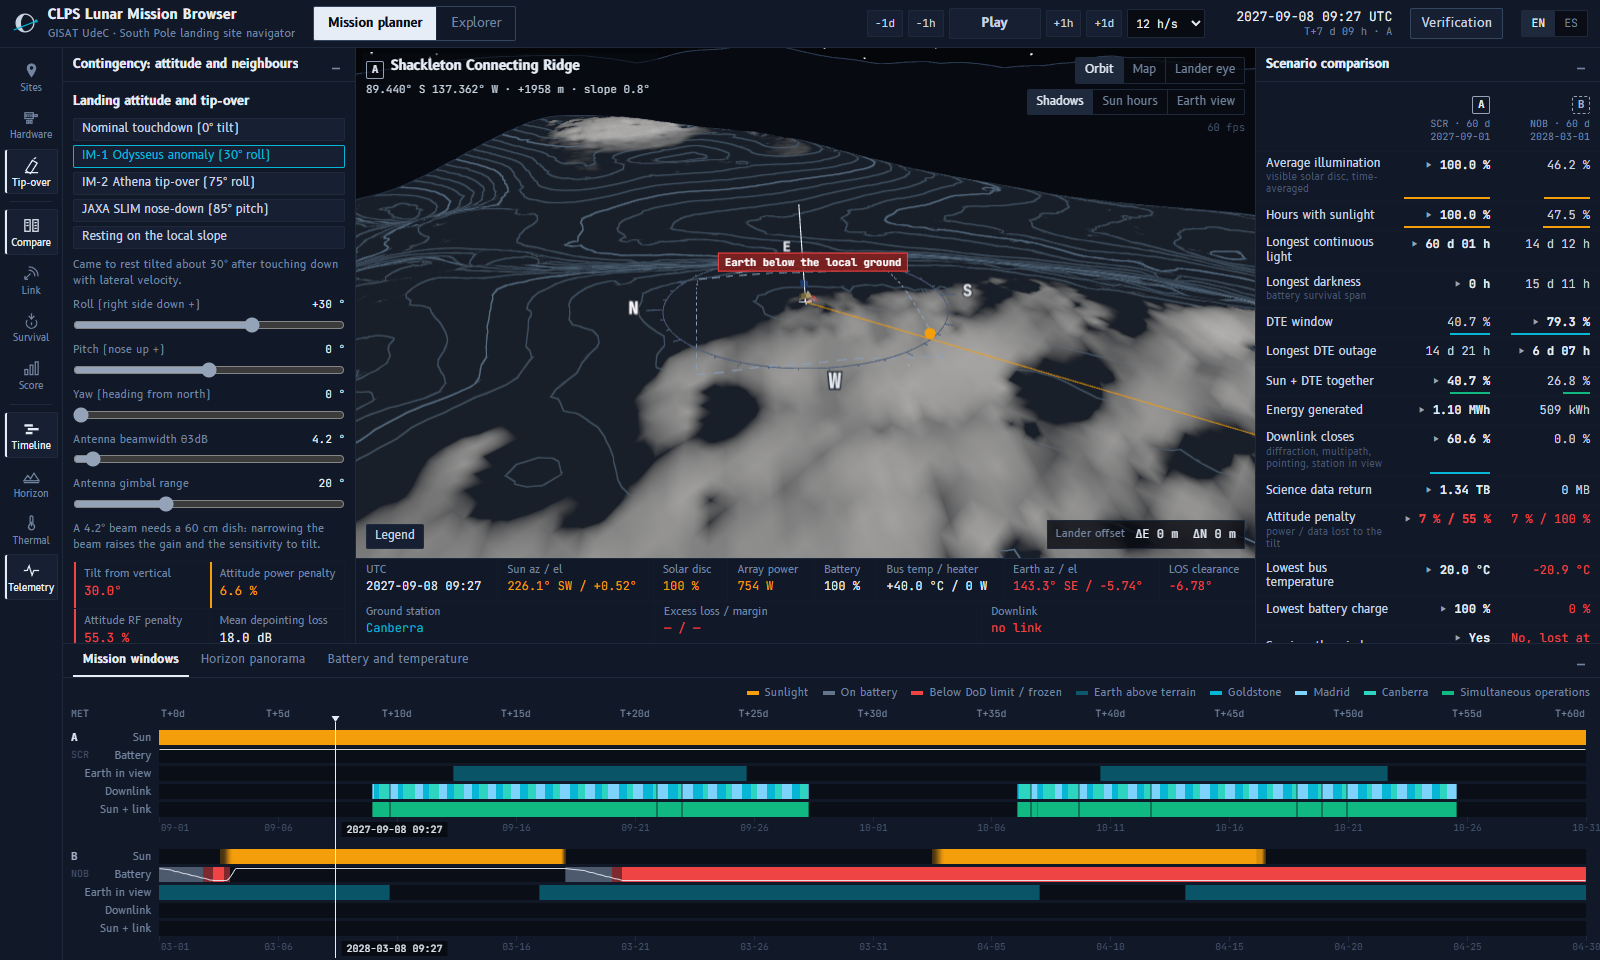 CLPS Lunar Mission Browser
GISAT UdeC · South Pole landing site navigator
Mission planner
Explorer
-1d
-1h
Play
+1h
+1d
12 h/s
2027-09-08 09:27 UTC
T+7 d 09 h · A
Verification
EN
ES
Sites
Hardware
Tip-over
Compare
Link
Survival
Score
Timeline
Horizon
Thermal
Telemetry
Contingency: attitude and neighbours
Landing attitude and tip-over
Nominal touchdown (0° tilt)
IM-1 Odysseus anomaly (30° roll)
IM-2 Athena tip-over (75° roll)
JAXA SLIM nose-down (85° pitch)
Resting on the local slope
Came to rest tilted about 30° after touching down
with lateral velocity.
Roll (right side down +) +30 °
Pitch (nose up +) 0 °
Yaw (heading from north) 0 °
Antenna beamwidth θ3dB 4.2 °
Antenna gimbal range 20 °
A 4.2° beam needs a 60 cm dish: narrowing the
beam raises the gain and the sensitivity to tilt.
Tilt from vertical
30.0°
Attitude power penalty
6.6 %
Attitude RF penalty
55.3 %
Mean depointing loss
18.0 dB
A Shackleton Connecting Ridge
89.440° S 137.362° W · +1958 m · slope 0.8°
Orbit
Map
Lander eye
Shadows
Sun hours
Earth view
60 fps
E
Earth below the local ground
N
S
W
Legend
Lander offset ΔE 0 m ΔN 0 m
UTC
2027-09-08 09:27
Sun az / el
226.1° SW / +0.52°
Solar disc
100 %
Array power
754 W
Battery
100 %
Bus temp / heater
+40.0 °C / 0 W
Earth az / el
143.3° SE / -5.74°
LOS clearance
-6.78°
Ground station
Canberra
Excess loss / margin
— / —
Downlink
no link
Scenario comparison
A B
SCR · 60 d NOB · 60 d
2027-09-01 2028-03-01
Average illumination ▸ 100.0 % 46.2 %
visible solar disc, time-
averaged
Hours with sunlight ▸ 100.0 % 47.5 %
Longest continuous
light ▸ 60 d 01 h 14 d 12 h
Longest darkness ▸ 0 h 15 d 11 h
battery survival span
DTE window 40.7 % ▸ 79.3 %
Longest DTE outage 14 d 21 h ▸ 6 d 07 h
Sun + DTE together ▸ 40.7 % 26.8 %
Energy generated ▸ 1.10 MWh 509 kWh
Downlink closes ▸ 60.6 % 0.0 %
diffraction, multipath,
pointing, station in view
Science data return ▸ 1.34 TB 0 MB
Attitude penalty ▸ 7 % / 55 % 7 % / 100 %
power / data lost to the
tilt
Lowest bus
temperature ▸ 20.0 °C -20.9 °C
Lowest battery charge ▸ 100 % 0 %
▸ Yes No, lost at
Mission windows
Horizon panorama
Battery and temperature
Sunlight
On battery
Below DoD limit / frozen
Earth above terrain
Goldstone
Madrid
Canberra
Simultaneous operations
MET T+0d T+5d T+10d T+15d T+20d T+25d T+30d T+35d T+40d T+45d T+50d T+55d T+60d
A Sun
SCR Battery
Earth in view
Downlink
Sun + link
09-01 09-06 2027-09-08 09:27 09-16 09-21 09-26 10-01 10-06 10-11 10-16 10-21 10-26 10-31
B Sun
NOB Battery
Earth in view
Downlink
Sun + link
03-01 03-06 2028-03-08 09:27 03-16 03-21 03-26 03-31 04-05 04-10 04-15 04-20 04-25 04-30